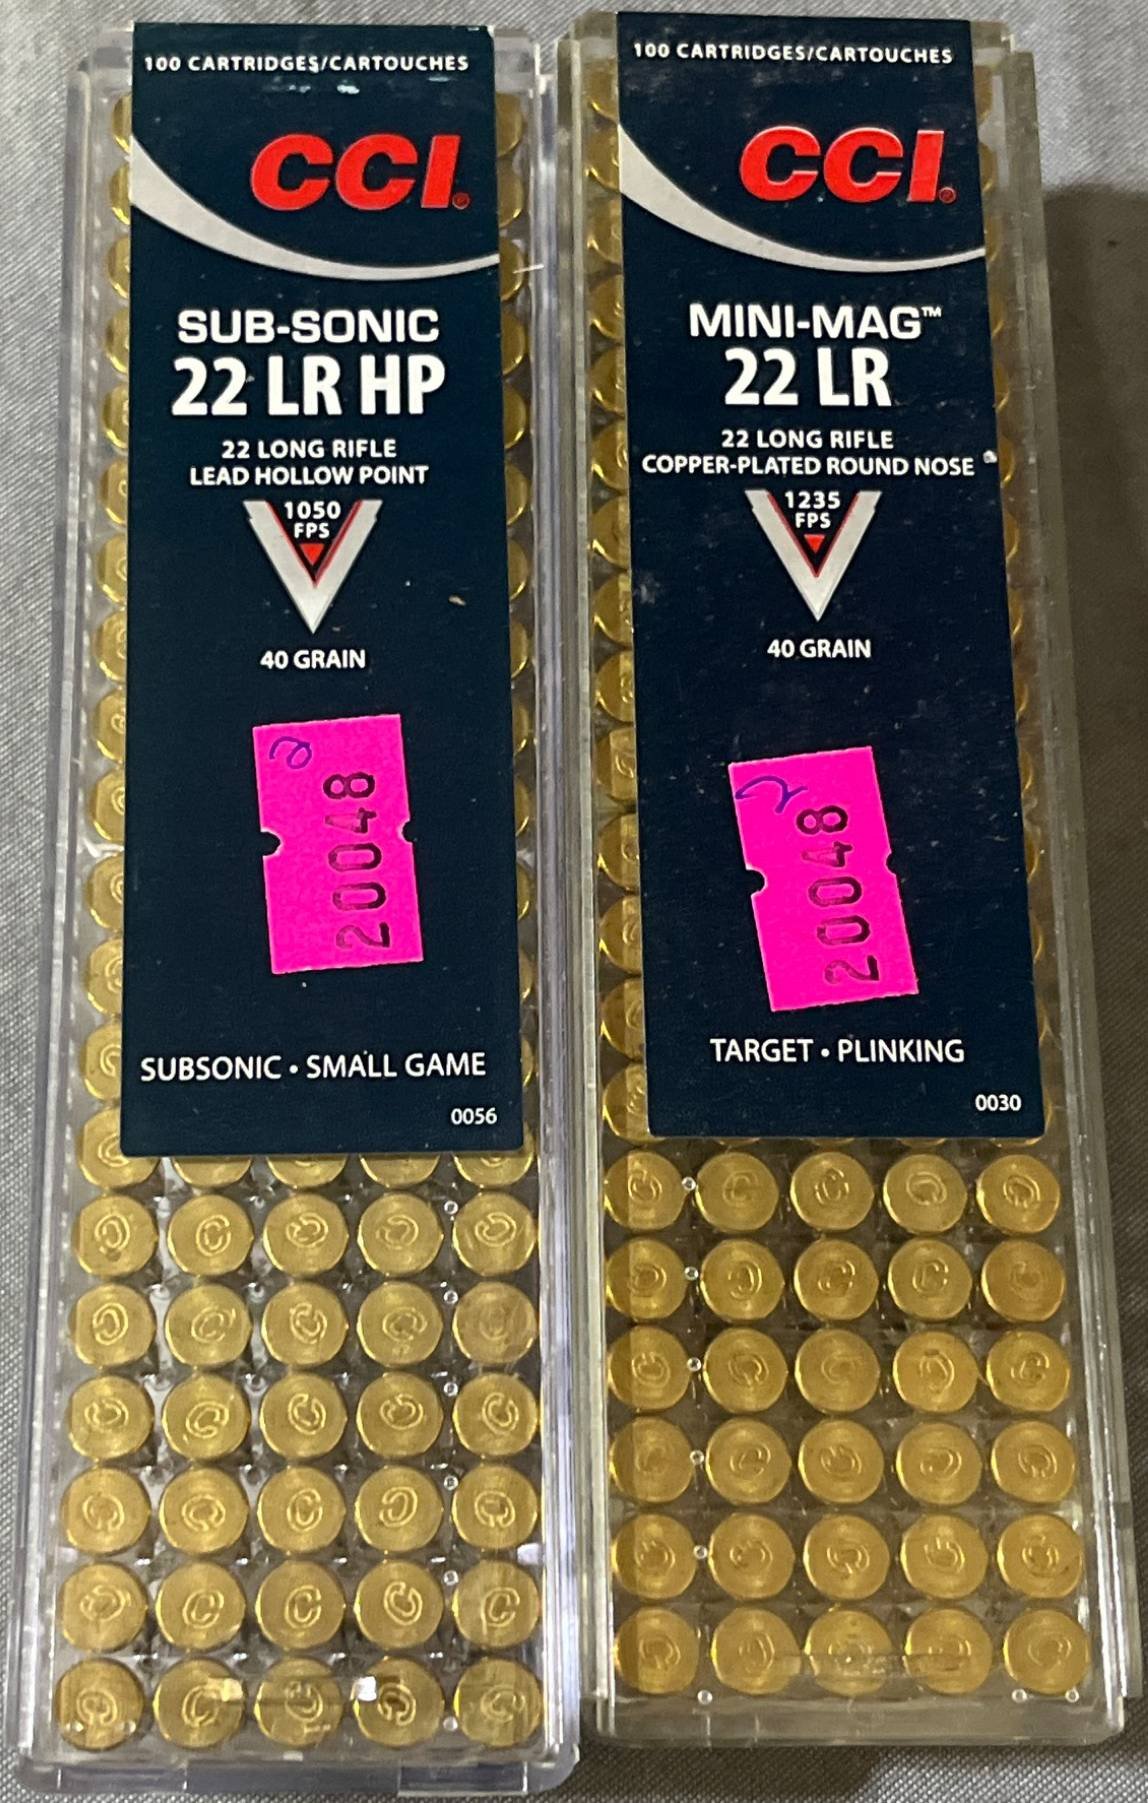 100 CARTRIDGES/CARTOUCHES
CCI®
SUB-SONIC
22 LR HP
22 LONG RIFLE
LEAD HOLLOW POINT
1050
FPS
40 GRAIN
2
20048
SUBSONIC • SMALL GAME
0056
100 CARTRIDGES/CARTOUCHES
CCI®
MINI-MAG™
22 LR
22 LONG RIFLE
COPPER-PLATED ROUND NOSE
1235
FPS
40 GRAIN
2
20048
TARGET • PLINKING
0030